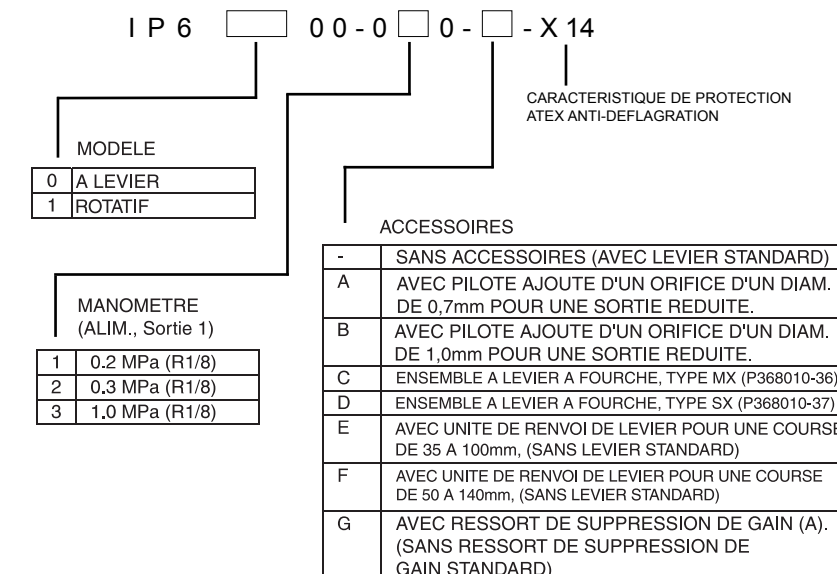 IP6 00-0 0- -X14
CARACTERISTIQUE DE PROTECTION
ATEX ANTI-DEFLAGRATION
MODELE
0 A LEVIER
1 ROTATIF
MANOMETRE
(ALIM., Sortie 1)
1 0.2 MPa (R1/8)
2 0.3 MPa (R1/8)
3 1.0 MPa (R1/8)
ACCESSOIRES
- SANS ACCESSOIRES (AVEC LEVIER STANDARD)
A AVEC PILOTE AJOUTE D'UN ORIFICE D'UN DIAM.
DE 0,7mm POUR UNE SORTIE REDUITE.
B AVEC PILOTE AJOUTE D'UN ORIFICE D'UN DIAM.
DE 1,0mm POUR UNE SORTIE REDUITE.
C ENSEMBLE A LEVIER A FOURCHE, TYPE MX (P368010-36)
D ENSEMBLE A LEVIER A FOURCHE, TYPE SX (P368010-37)
E AVEC UNITE DE RENVOI DE LEVIER POUR UNE COURSE
DE 35 A 100mm, (SANS LEVIER STANDARD)
F AVEC UNITE DE RENVOI DE LEVIER POUR UNE COURSE
DE 50 A 140mm, (SANS LEVIER STANDARD)
G AVEC RESSORT DE SUPPRESSION DE GAIN (A).
(SANS RESSORT DE SUPPRESSION DE
GAIN STANDARD)